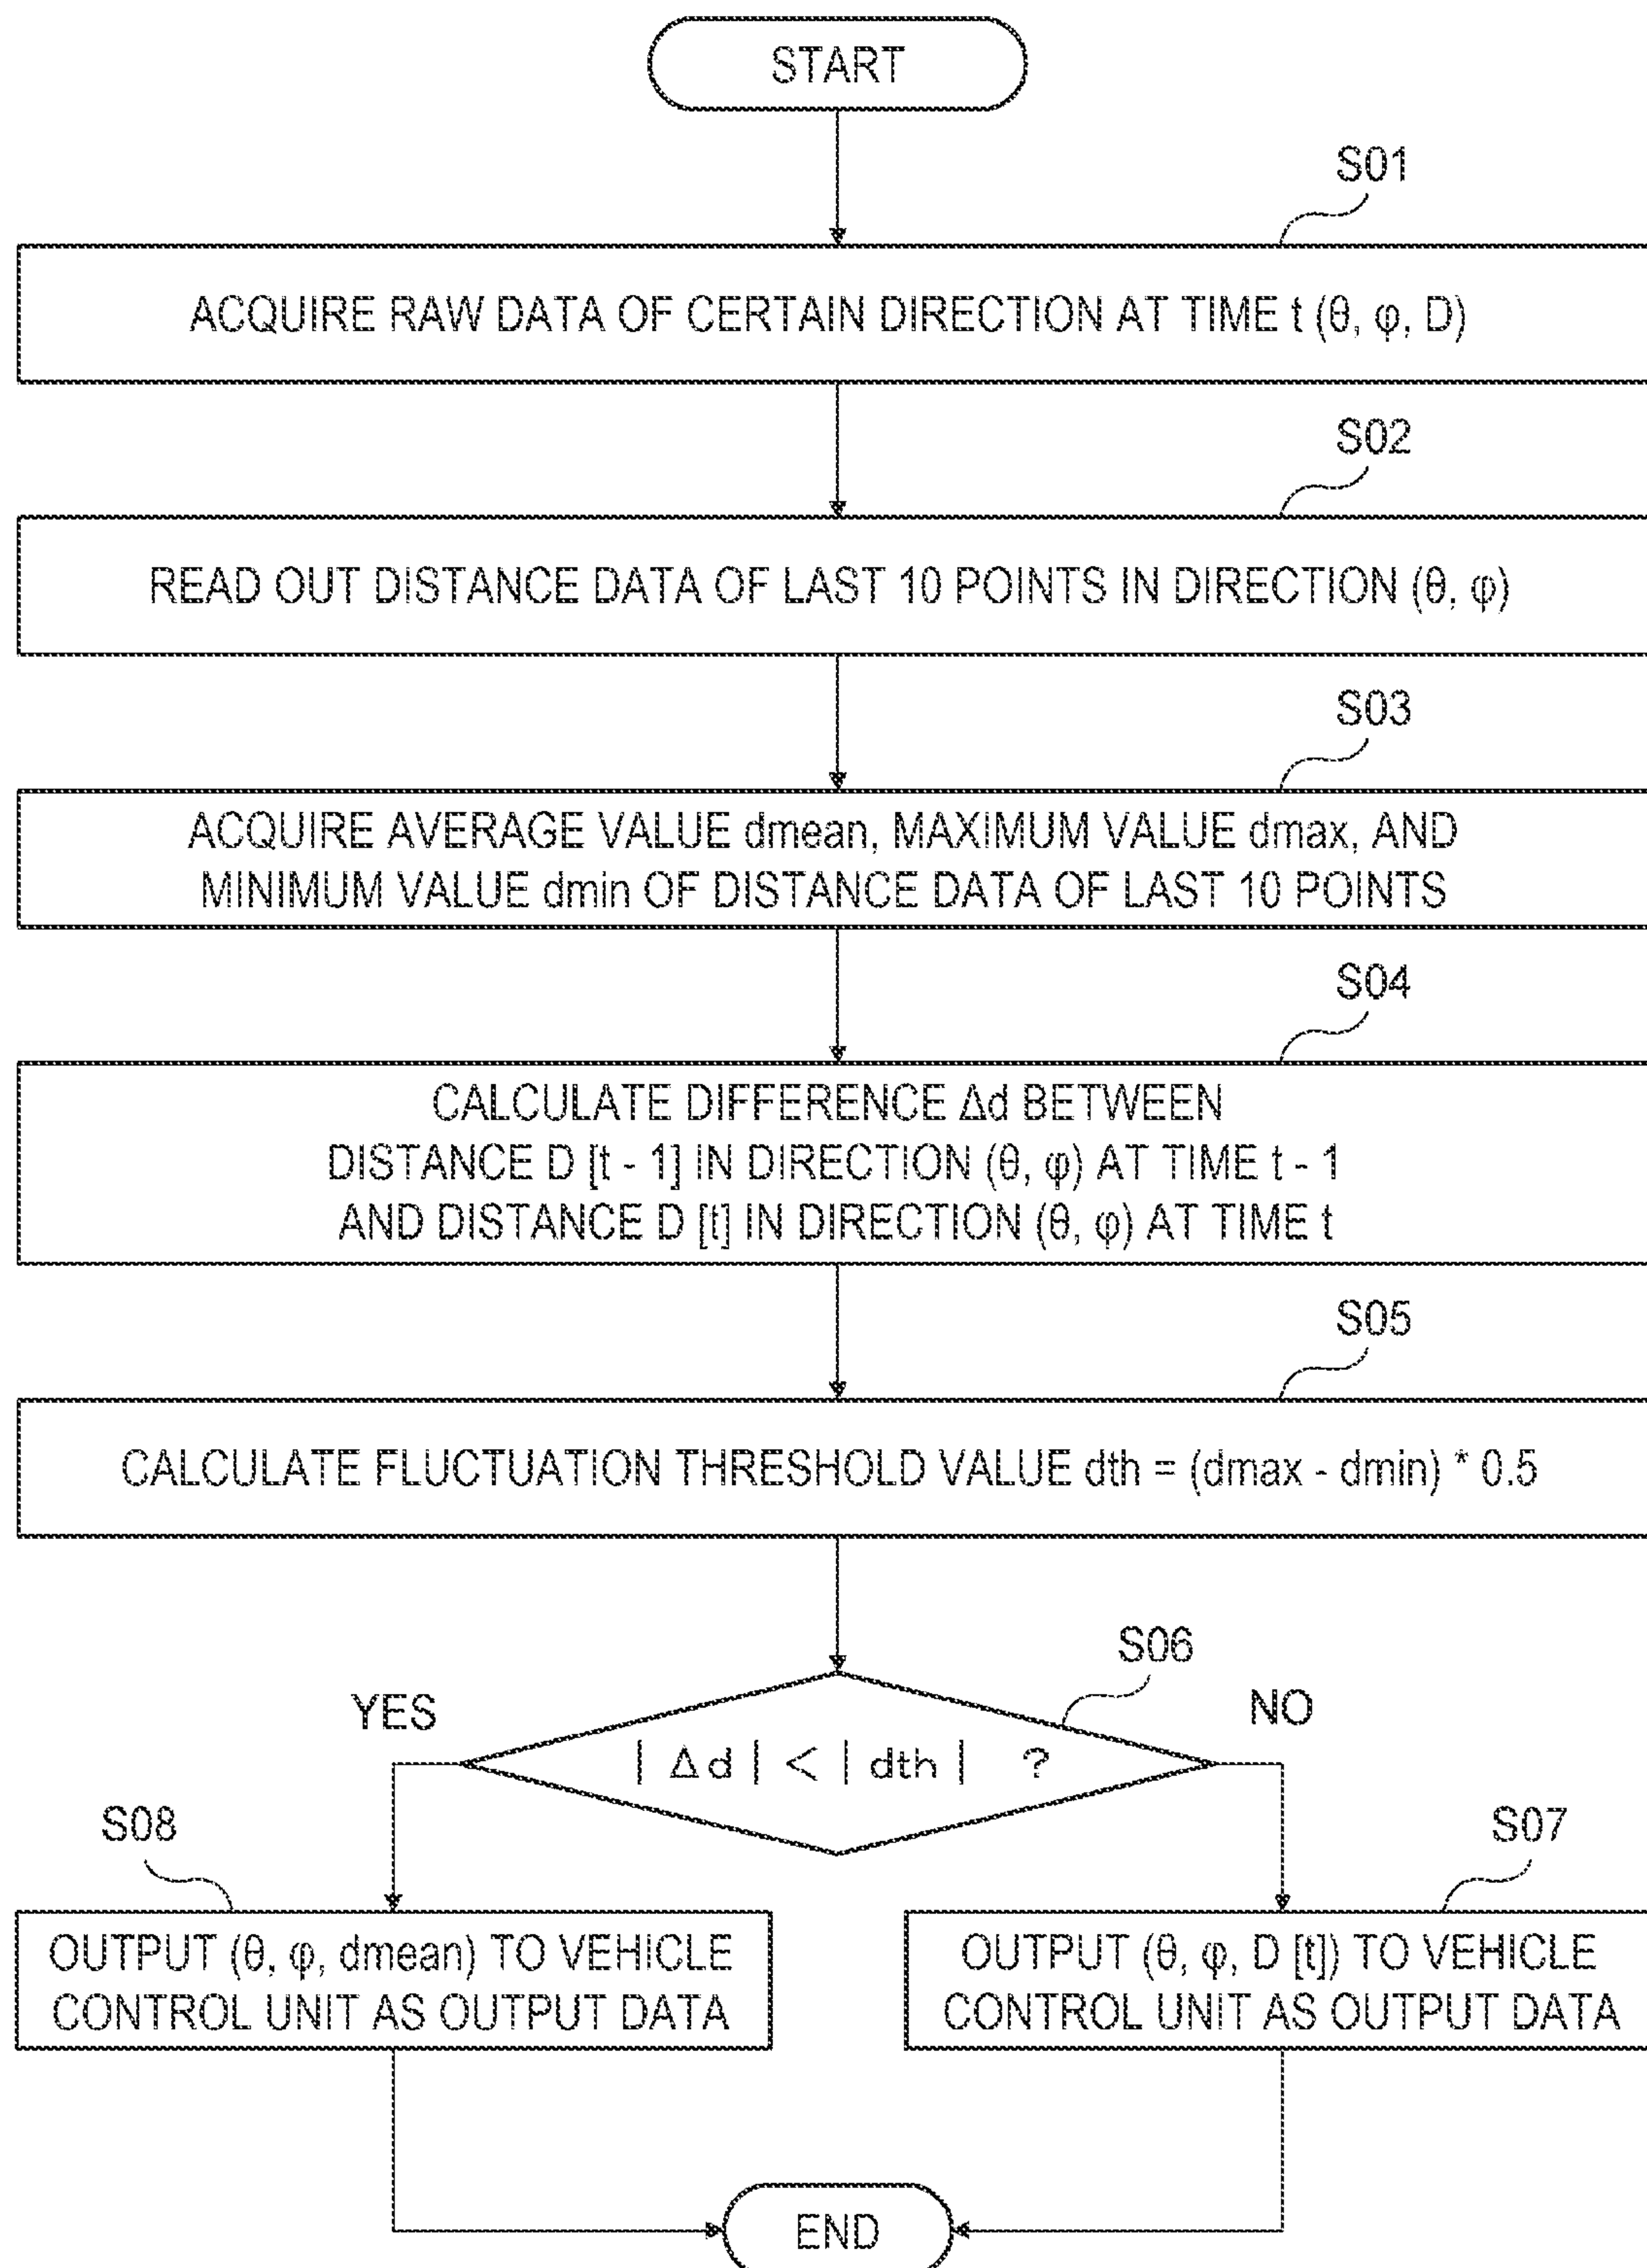 START
S01
ACQUIRE RAW DATA OF CERTAIN DIRECTION AT TIME t (θ, φ, D)
S02
READ OUT DISTANCE DATA OF LAST 10 POINTS IN DIRECTION (θ, φ)
S03
ACQUIRE AVERAGE VALUE dmean, MAXIMUM VALUE dmax, AND
MINIMUM VALUE dmin OF DISTANCE DATA OF LAST 10 POINTS
S04
CALCULATE DIFFERENCE Δd BETWEEN
DISTANCE D [t - 1] IN DIRECTION (θ, φ) AT TIME t - 1
AND DISTANCE D [t] IN DIRECTION (θ, φ) AT TIME t
S05
CALCULATE FLUCTUATION THRESHOLD VALUE dth = (dmax - dmin) * 0.5
S06
YES
NO
| Δd | < | dth | ?
S08
S07
OUTPUT (θ, φ, dmean) TO VEHICLE
CONTROL UNIT AS OUTPUT DATA
OUTPUT (θ, φ, D [t]) TO VEHICLE
CONTROL UNIT AS OUTPUT DATA
END